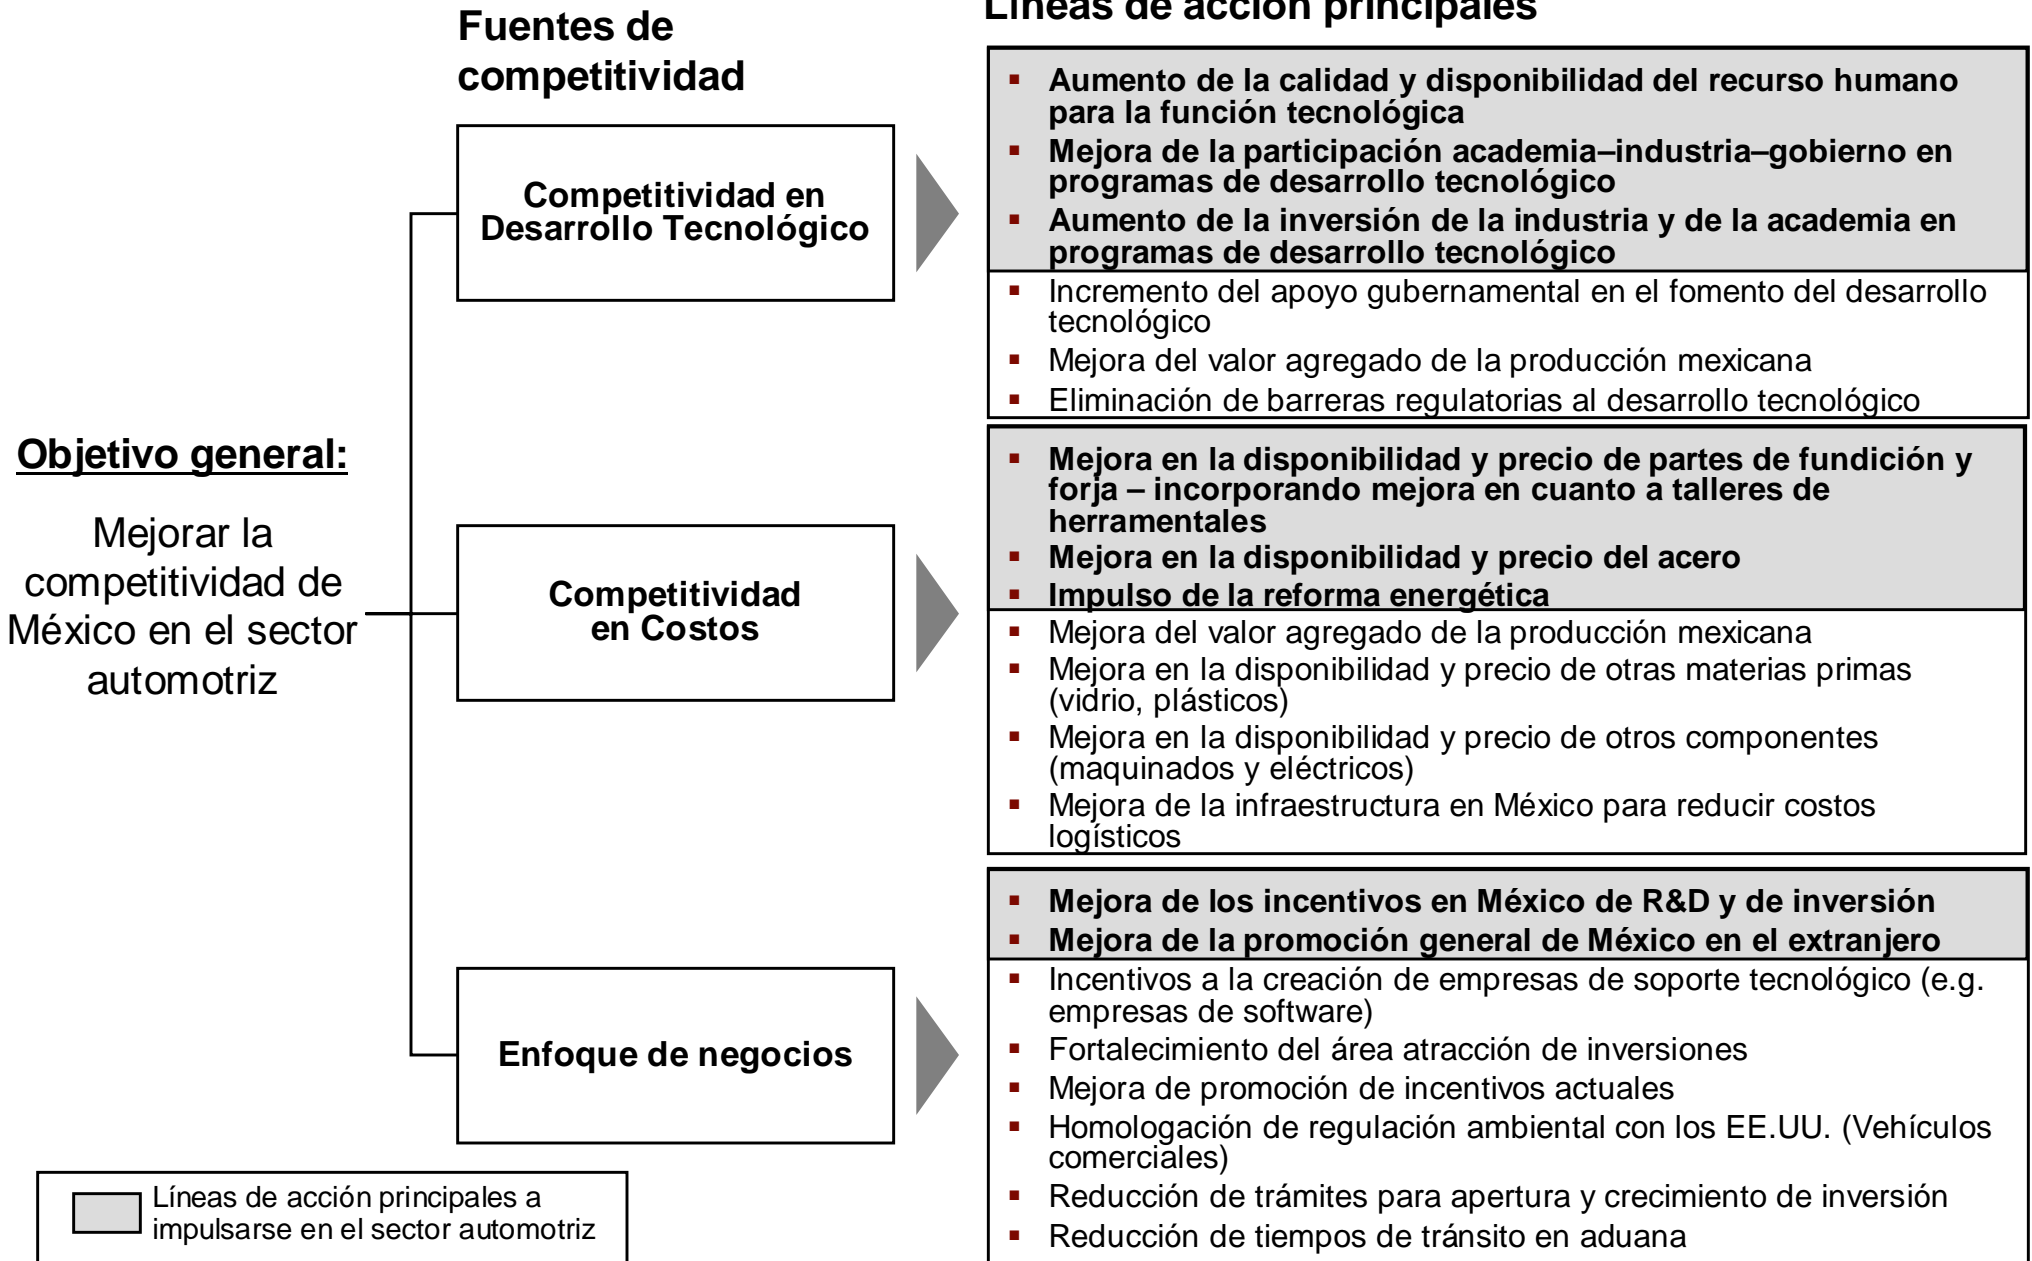 Fuentes de
competitividad
Líneas de acción principales
Objetivo general:
Mejorar la
competitividad de
México en el sector
automotriz
Competitividad en
Desarrollo Tecnológico
Aumento de la calidad y disponibilidad del recurso humano
para la función tecnológica
Mejora de la participación academia–industria–gobierno en
programas de desarrollo tecnológico
Aumento de la inversión de la industria y de la academia en
programas de desarrollo tecnológico
Incremento del apoyo gubernamental en el fomento del desarrollo
tecnológico
Mejora del valor agregado de la producción mexicana
Eliminación de barreras regulatorias al desarrollo tecnológico
Competitividad
en Costos
Mejora en la disponibilidad y precio de partes de fundición y
forja – incorporando mejora en cuanto a talleres de
herramentales
Mejora en la disponibilidad y precio del acero
Impulso de la reforma energética
Mejora del valor agregado de la producción mexicana
Mejora en la disponibilidad y precio de otras materias primas
(vidrio, plásticos)
Mejora en la disponibilidad y precio de otros componentes
(maquinados y eléctricos)
Mejora de la infraestructura en México para reducir costos
logísticos
Enfoque de negocios
Mejora de los incentivos en México de R&D y de inversión
Mejora de la promoción general de México en el extranjero
Incentivos a la creación de empresas de soporte tecnológico (e.g.
empresas de software)
Fortalecimiento del área atracción de inversiones
Mejora de promoción de incentivos actuales
Homologación de regulación ambiental con los EE.UU. (Vehículos
comerciales)
Reducción de trámites para apertura y crecimiento de inversión
Reducción de tiempos de tránsito en aduana
Líneas de acción principales a
impulsarse en el sector automotriz